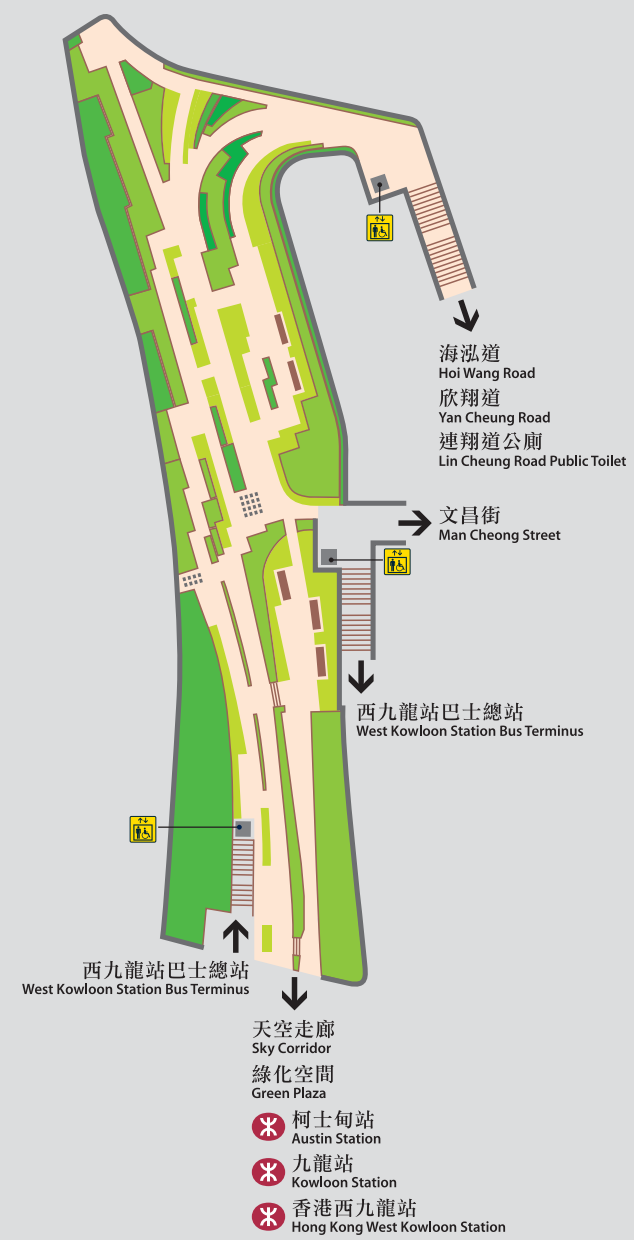 海泓道
Hoi Wang Road
欣翔道
Yan Cheung Road
連翔道公廁
Lin Cheung Road Public Toilet
文昌街
Man Cheong Street
西九龍站巴士總站
West Kowloon Station Bus Terminus
西九龍站巴士總站
West Kowloon Station Bus Terminus
天空走廊
Sky Corridor
綠化空間
Green Plaza
柯士甸站
Austin Station
九龍站
Kowloon Station
香港西九龍站
Hong Kong West Kowloon Station